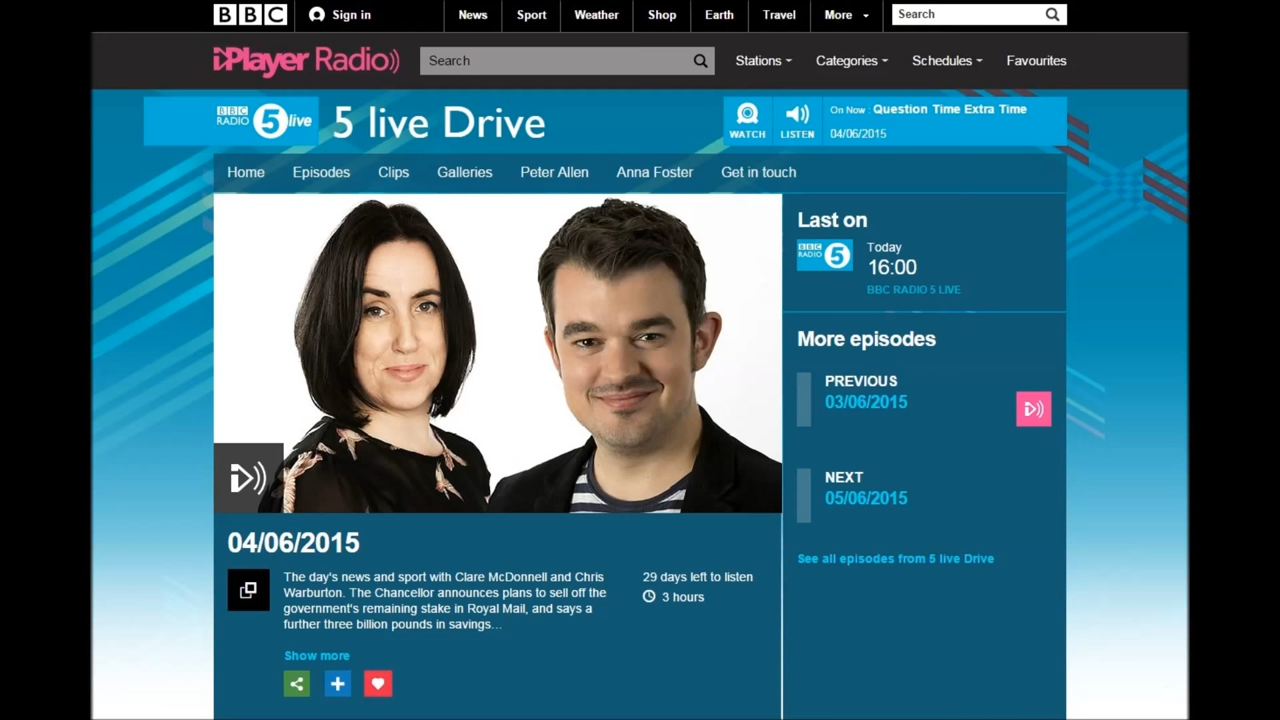 BBC Sign in News Sport Weather Shop Earth Travel More Search
iPlayer Radio Search Stations Categories Schedules Favourites
BBC RADIO 5 live 5 live Drive
WATCH LISTEN On Now : Question Time Extra Time
04/06/2015
Home Episodes Clips Galleries Peter Allen Anna Foster Get in touch
Last on
BBC RADIO 5
Today
16:00
BBC RADIO 5 LIVE
More episodes
PREVIOUS
03/06/2015
NEXT
05/06/2015
See all episodes from 5 live Drive
04/06/2015
The day's news and sport with Clare McDonnell and Chris
Warburton. The Chancellor announces plans to sell off the
government's remaining stake in Royal Mail, and says a
further three billion pounds in savings...
29 days left to listen
3 hours
Show more